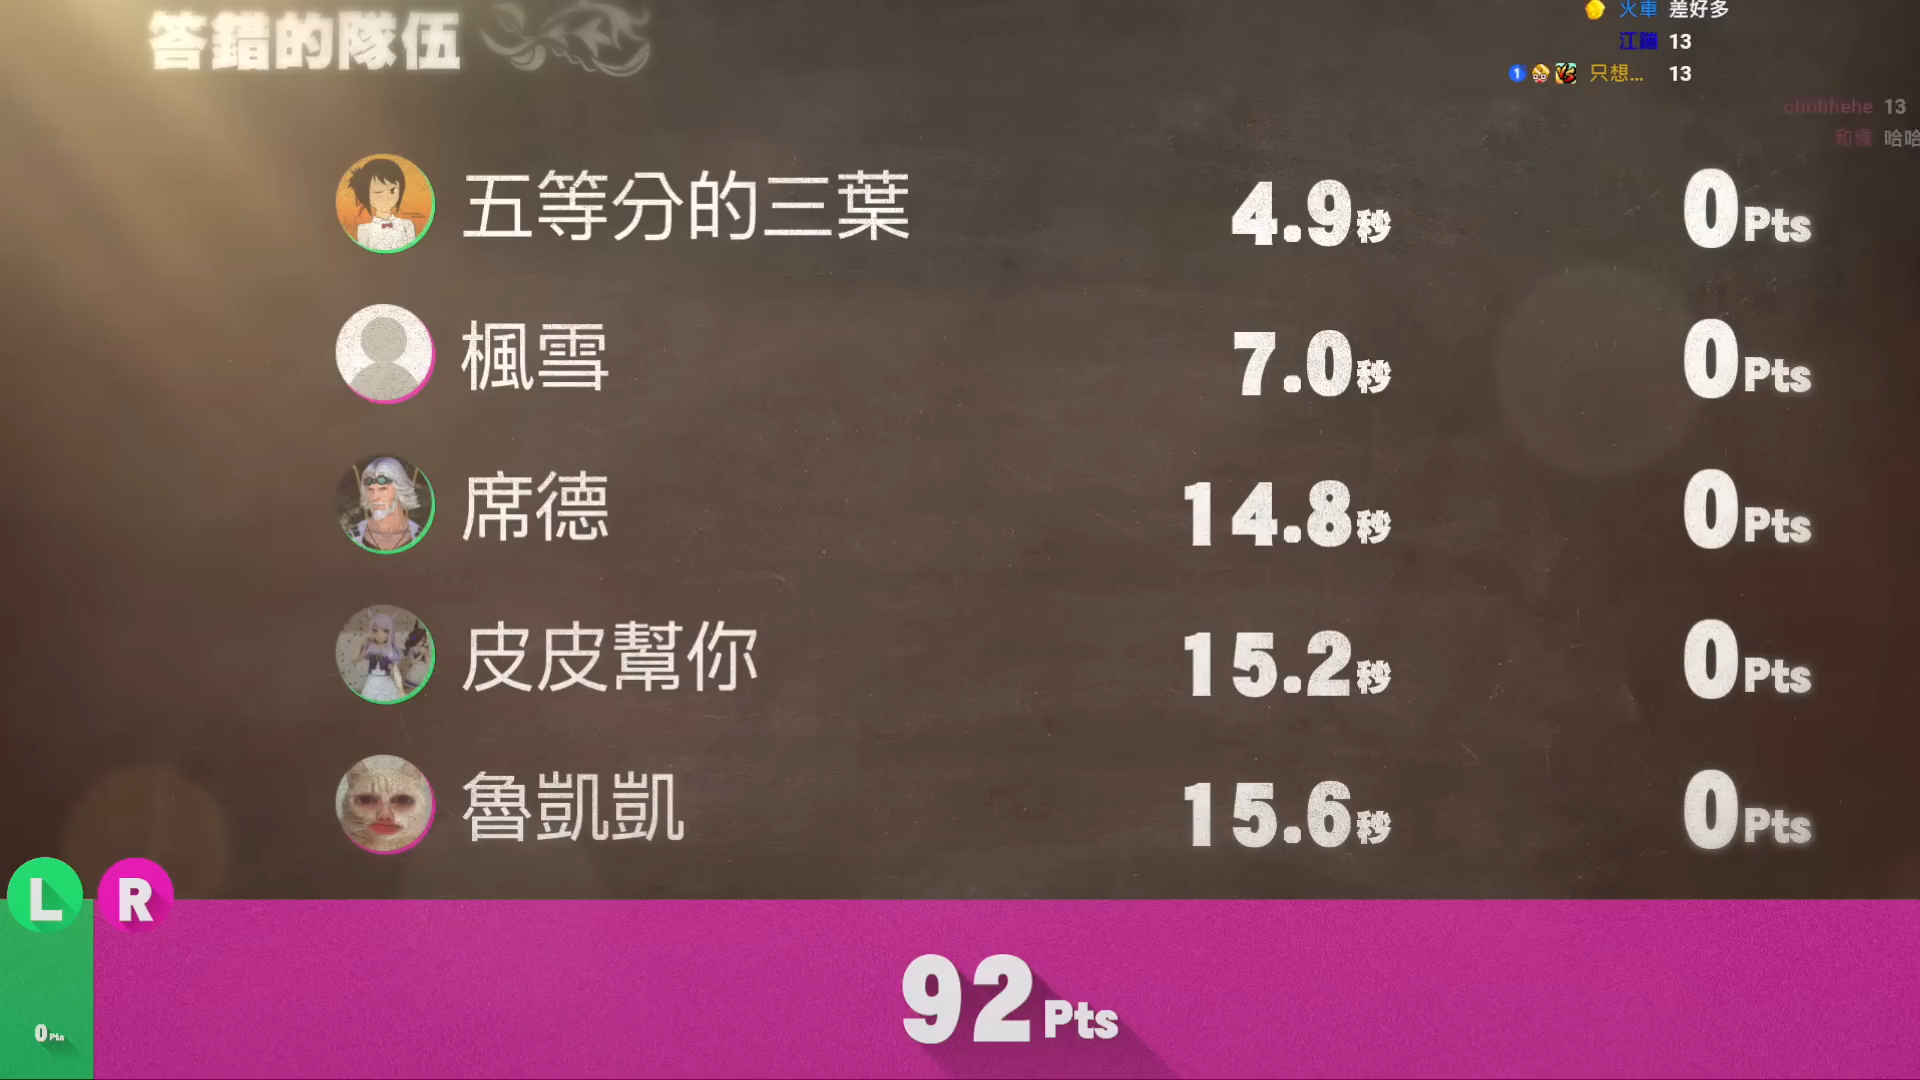 答錯的隊伍
火車 差好多
江蹦 13
1 只想... 13
ohohhehe 13
哈哈
五等分的三葉 4.9秒 0Pts
楓雪 7.0秒 0Pts
席德 14.8秒 0Pts
皮皮幫你 15.2秒 0Pts
魯凱凱 15.6秒 0Pts
L R
0Pts
92Pts